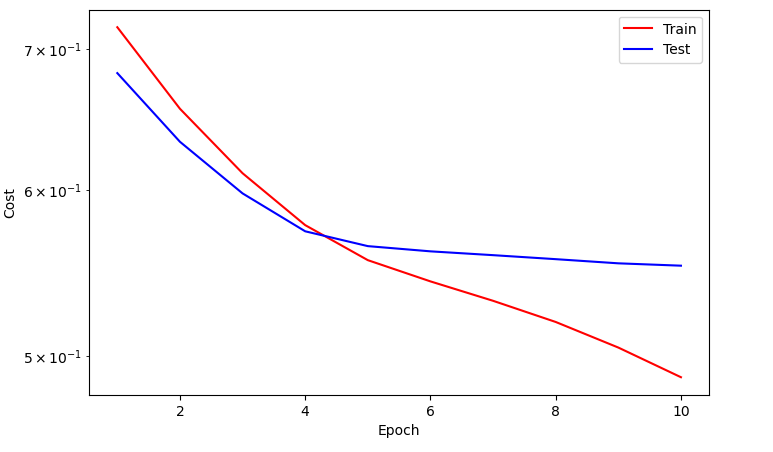 Train
Test
7 × 10⁻¹
6 × 10⁻¹
5 × 10⁻¹
Cost
2 4 6 8 10
Epoch